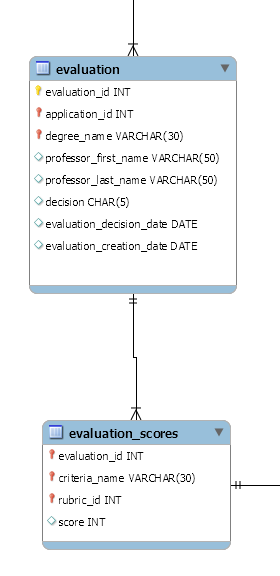 evaluation
evaluation_id INT
application_id INT
degree_name VARCHAR(30)
professor_first_name VARCHAR(50)
professor_last_name VARCHAR(50)
decision CHAR(5)
evaluation_decision_date DATE
evaluation_creation_date DATE
evaluation_scores
evaluation_id INT
criteria_name VARCHAR(30)
rubric_id INT
score INT